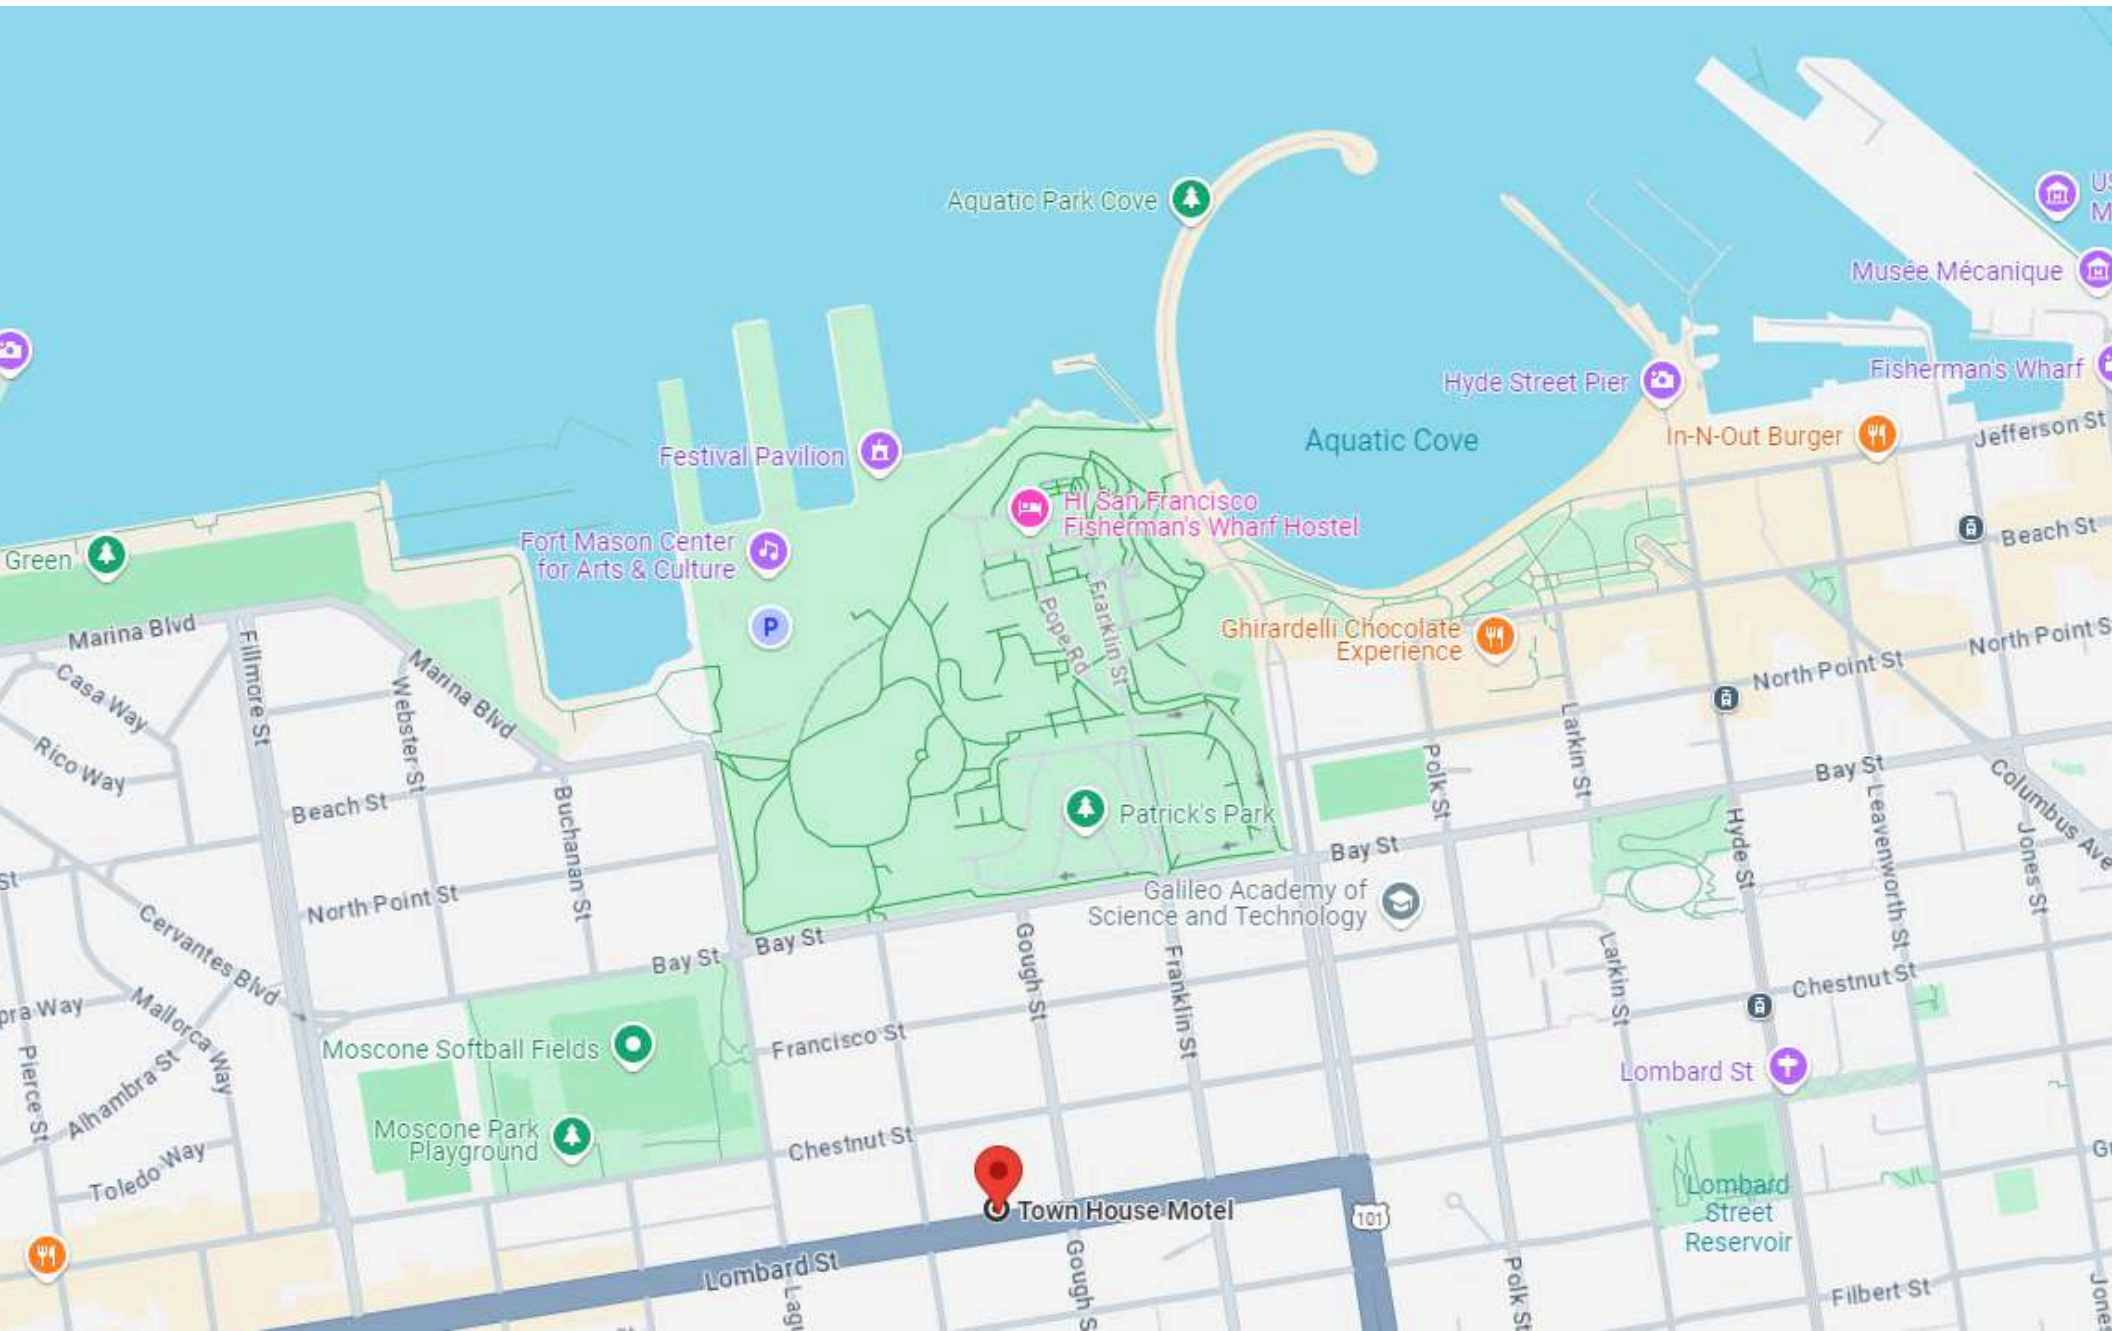 Aquatic Park Cove
US
M
Musée Mécanique
Hyde Street Pier
Fisherman's Wharf
Aquatic Cove
In-N-Out Burger
Jefferson St
Festival Pavilion
HI San Francisco
Fisherman's Wharf Hostel
Beach St
Fort Mason Center
for Arts & Culture
Green
P
Franklin St
Pope Rd
Marina Blvd
Ghirardelli Chocolate
Experience
North Point S
North Point St
Fillmore St
Marina Blvd
Casa Way
Webster St
Larkin St
Rico Way
Polk St
Bay St
Columbus Ave
Beach St
Buchanan St
Patrick's Park
Hyde St
Leavenworth St
Jones St
Bay St
St
North Point St
Galileo Academy of
Science and Technology
Cervantes Blvd
Bay St
Bay St
Gough St
Franklin St
Larkin St
Chestnut St
pra Way
Mallorca Way
Francisco St
Moscone Softball Fields
Pierce St
Alhambra St
Lombard St
Moscone Park
Playground
Chestnut St
Toledo Way
Town House Motel
101
Lombard
Street
Reservoir
Lombard St
Gough S
Polk St
Filbert St
Lagu
Jones
Gr